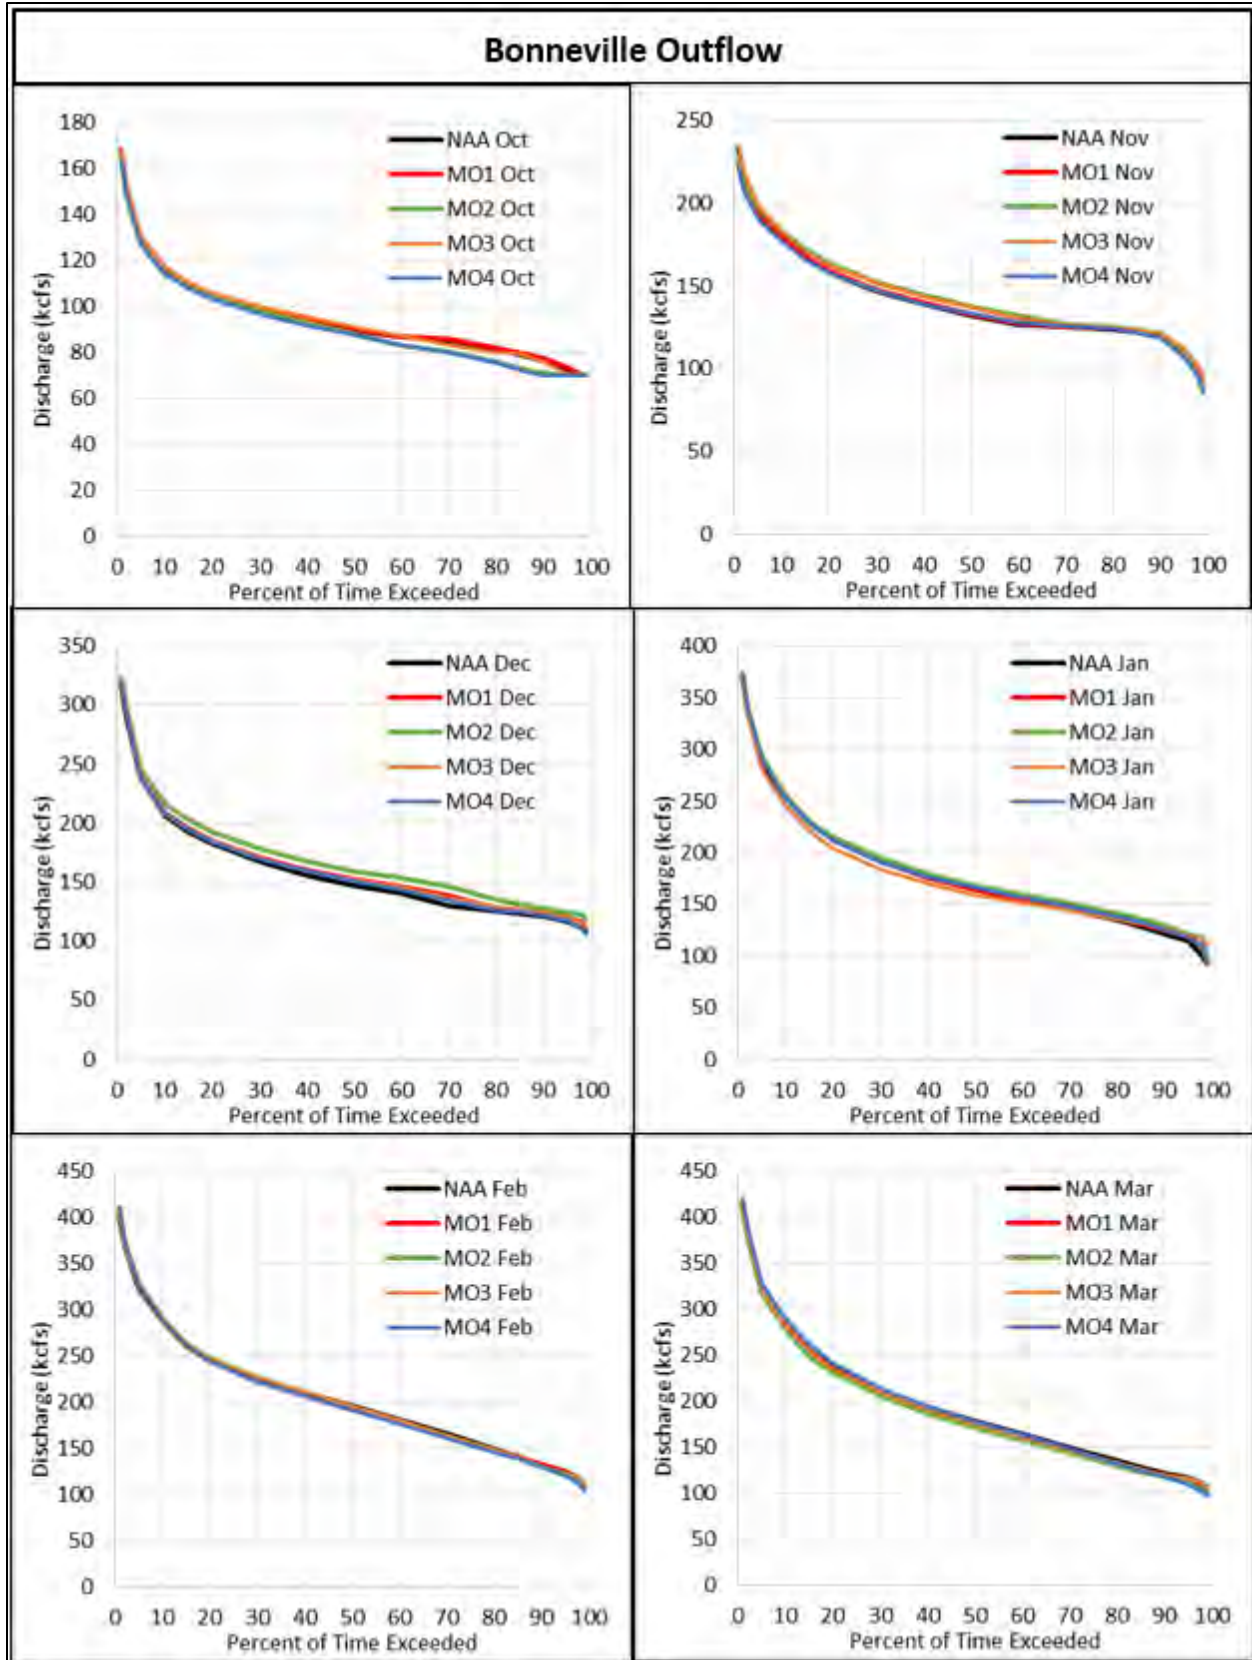 Bonneville Outflow
180
160
140
120
100
80
60
40
20
0
Discharge (kcfs)
NAA Oct
MO1 Oct
MO2 Oct
MO3 Oct
MO4 Oct
0 10 20 30 40 50 60 70 80 90 100
Percent of Time Exceeded
250
200
150
100
50
0
Discharge (kcfs)
NAA Nov
MO1 Nov
MO2 Nov
MO3 Nov
MO4 Nov
0 10 20 30 40 50 60 70 80 90 100
Percent of Time Exceeded
350
300
250
200
150
100
50
0
Discharge (kcfs)
NAA Dec
MO1 Dec
MO2 Dec
MO3 Dec
MO4 Dec
0 10 20 30 40 50 60 70 80 90 100
Percent of Time Exceeded
400
350
300
250
200
150
100
50
0
Discharge (kcfs)
NAA Jan
MO1 Jan
MO2 Jan
MO3 Jan
MO4 Jan
0 10 20 30 40 50 60 70 80 90 100
Percent of Time Exceeded
450
400
350
300
250
200
150
100
50
0
Discharge (kcfs)
NAA Feb
MO1 Feb
MO2 Feb
MO3 Feb
MO4 Feb
0 10 20 30 40 50 60 70 80 90 100
Percent of Time Exceeded
450
400
350
300
250
200
150
100
50
0
Discharge (kcfs)
NAA Mar
MO1 Mar
MO2 Mar
MO3 Mar
MO4 Mar
0 10 20 30 40 50 60 70 80 90 100
Percent of Time Exceeded